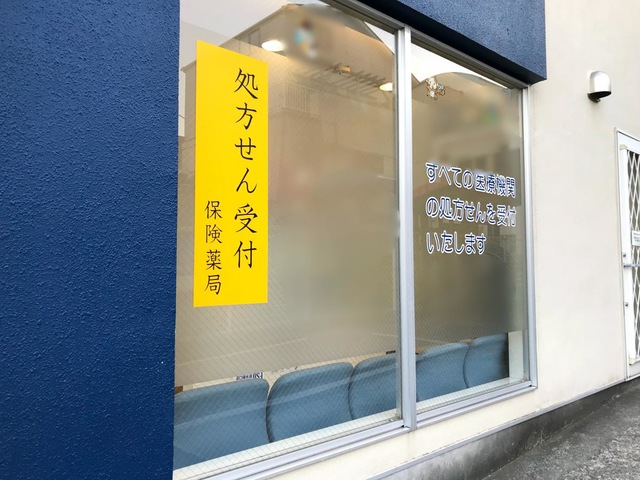 処方せん受付
保険薬局
すべての医療機関
の処方せんを受付
いたします